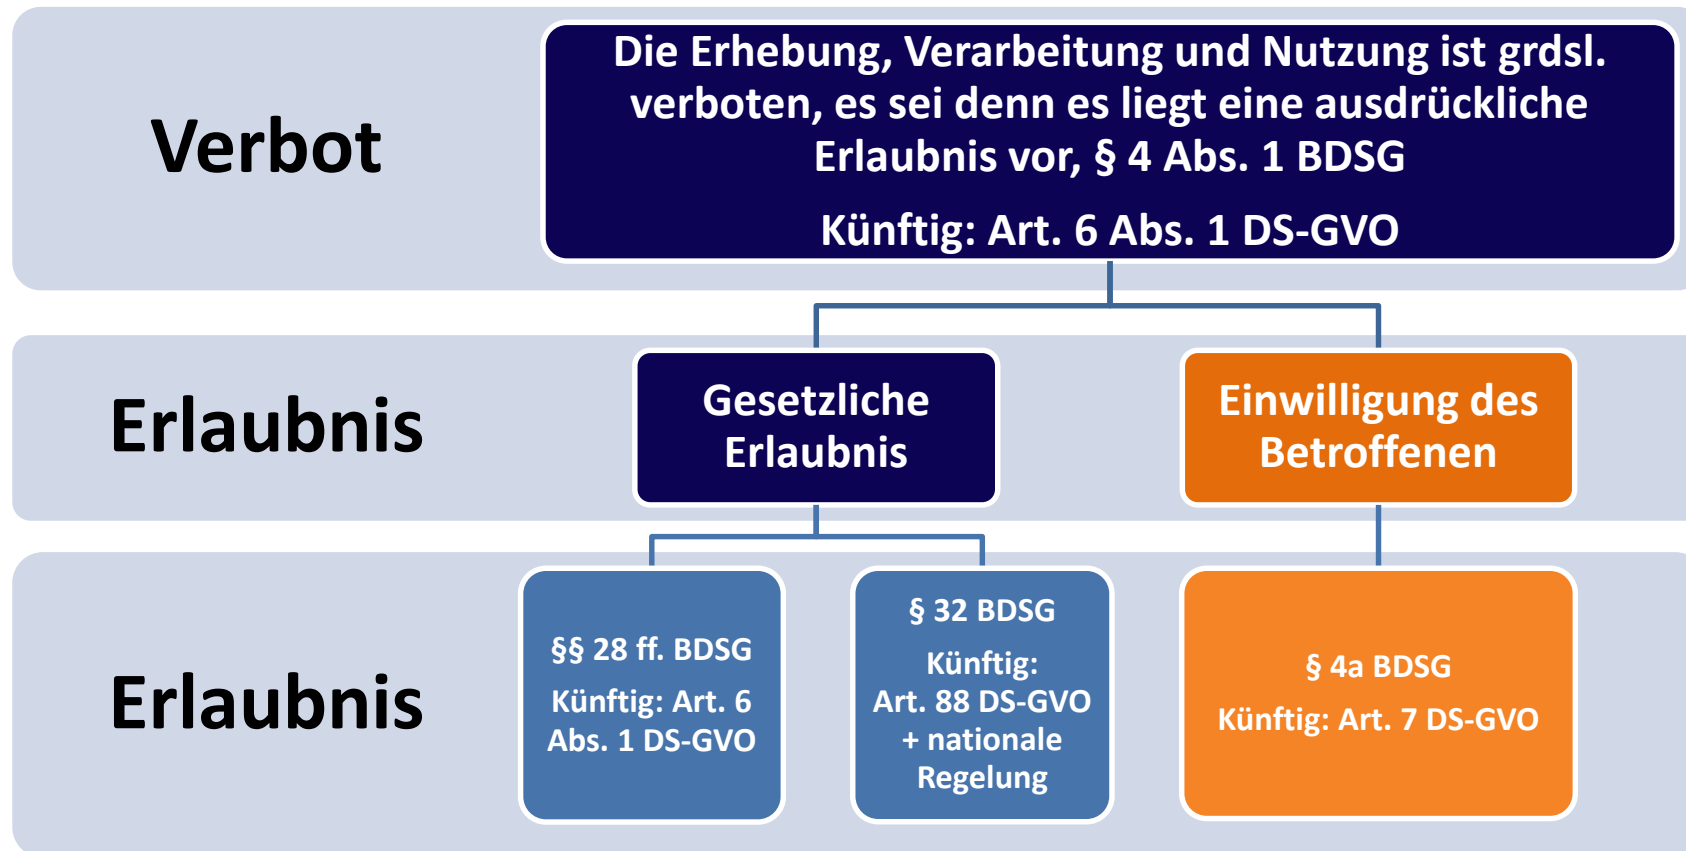 Verbot
Die Erhebung, Verarbeitung und Nutzung ist grdsl.
verboten, es sei denn es liegt eine ausdrückliche
Erlaubnis vor, § 4 Abs. 1 BDSG
Künftig: Art. 6 Abs. 1 DS-GVO
Erlaubnis
Gesetzliche
Erlaubnis
Einwilligung des
Betroffenen
Erlaubnis
§§ 28 ff. BDSG
Künftig: Art. 6
Abs. 1 DS-GVO
§ 32 BDSG
Künftig:
Art. 88 DS-GVO
+ nationale
Regelung
§ 4a BDSG
Künftig: Art. 7 DS-GVO